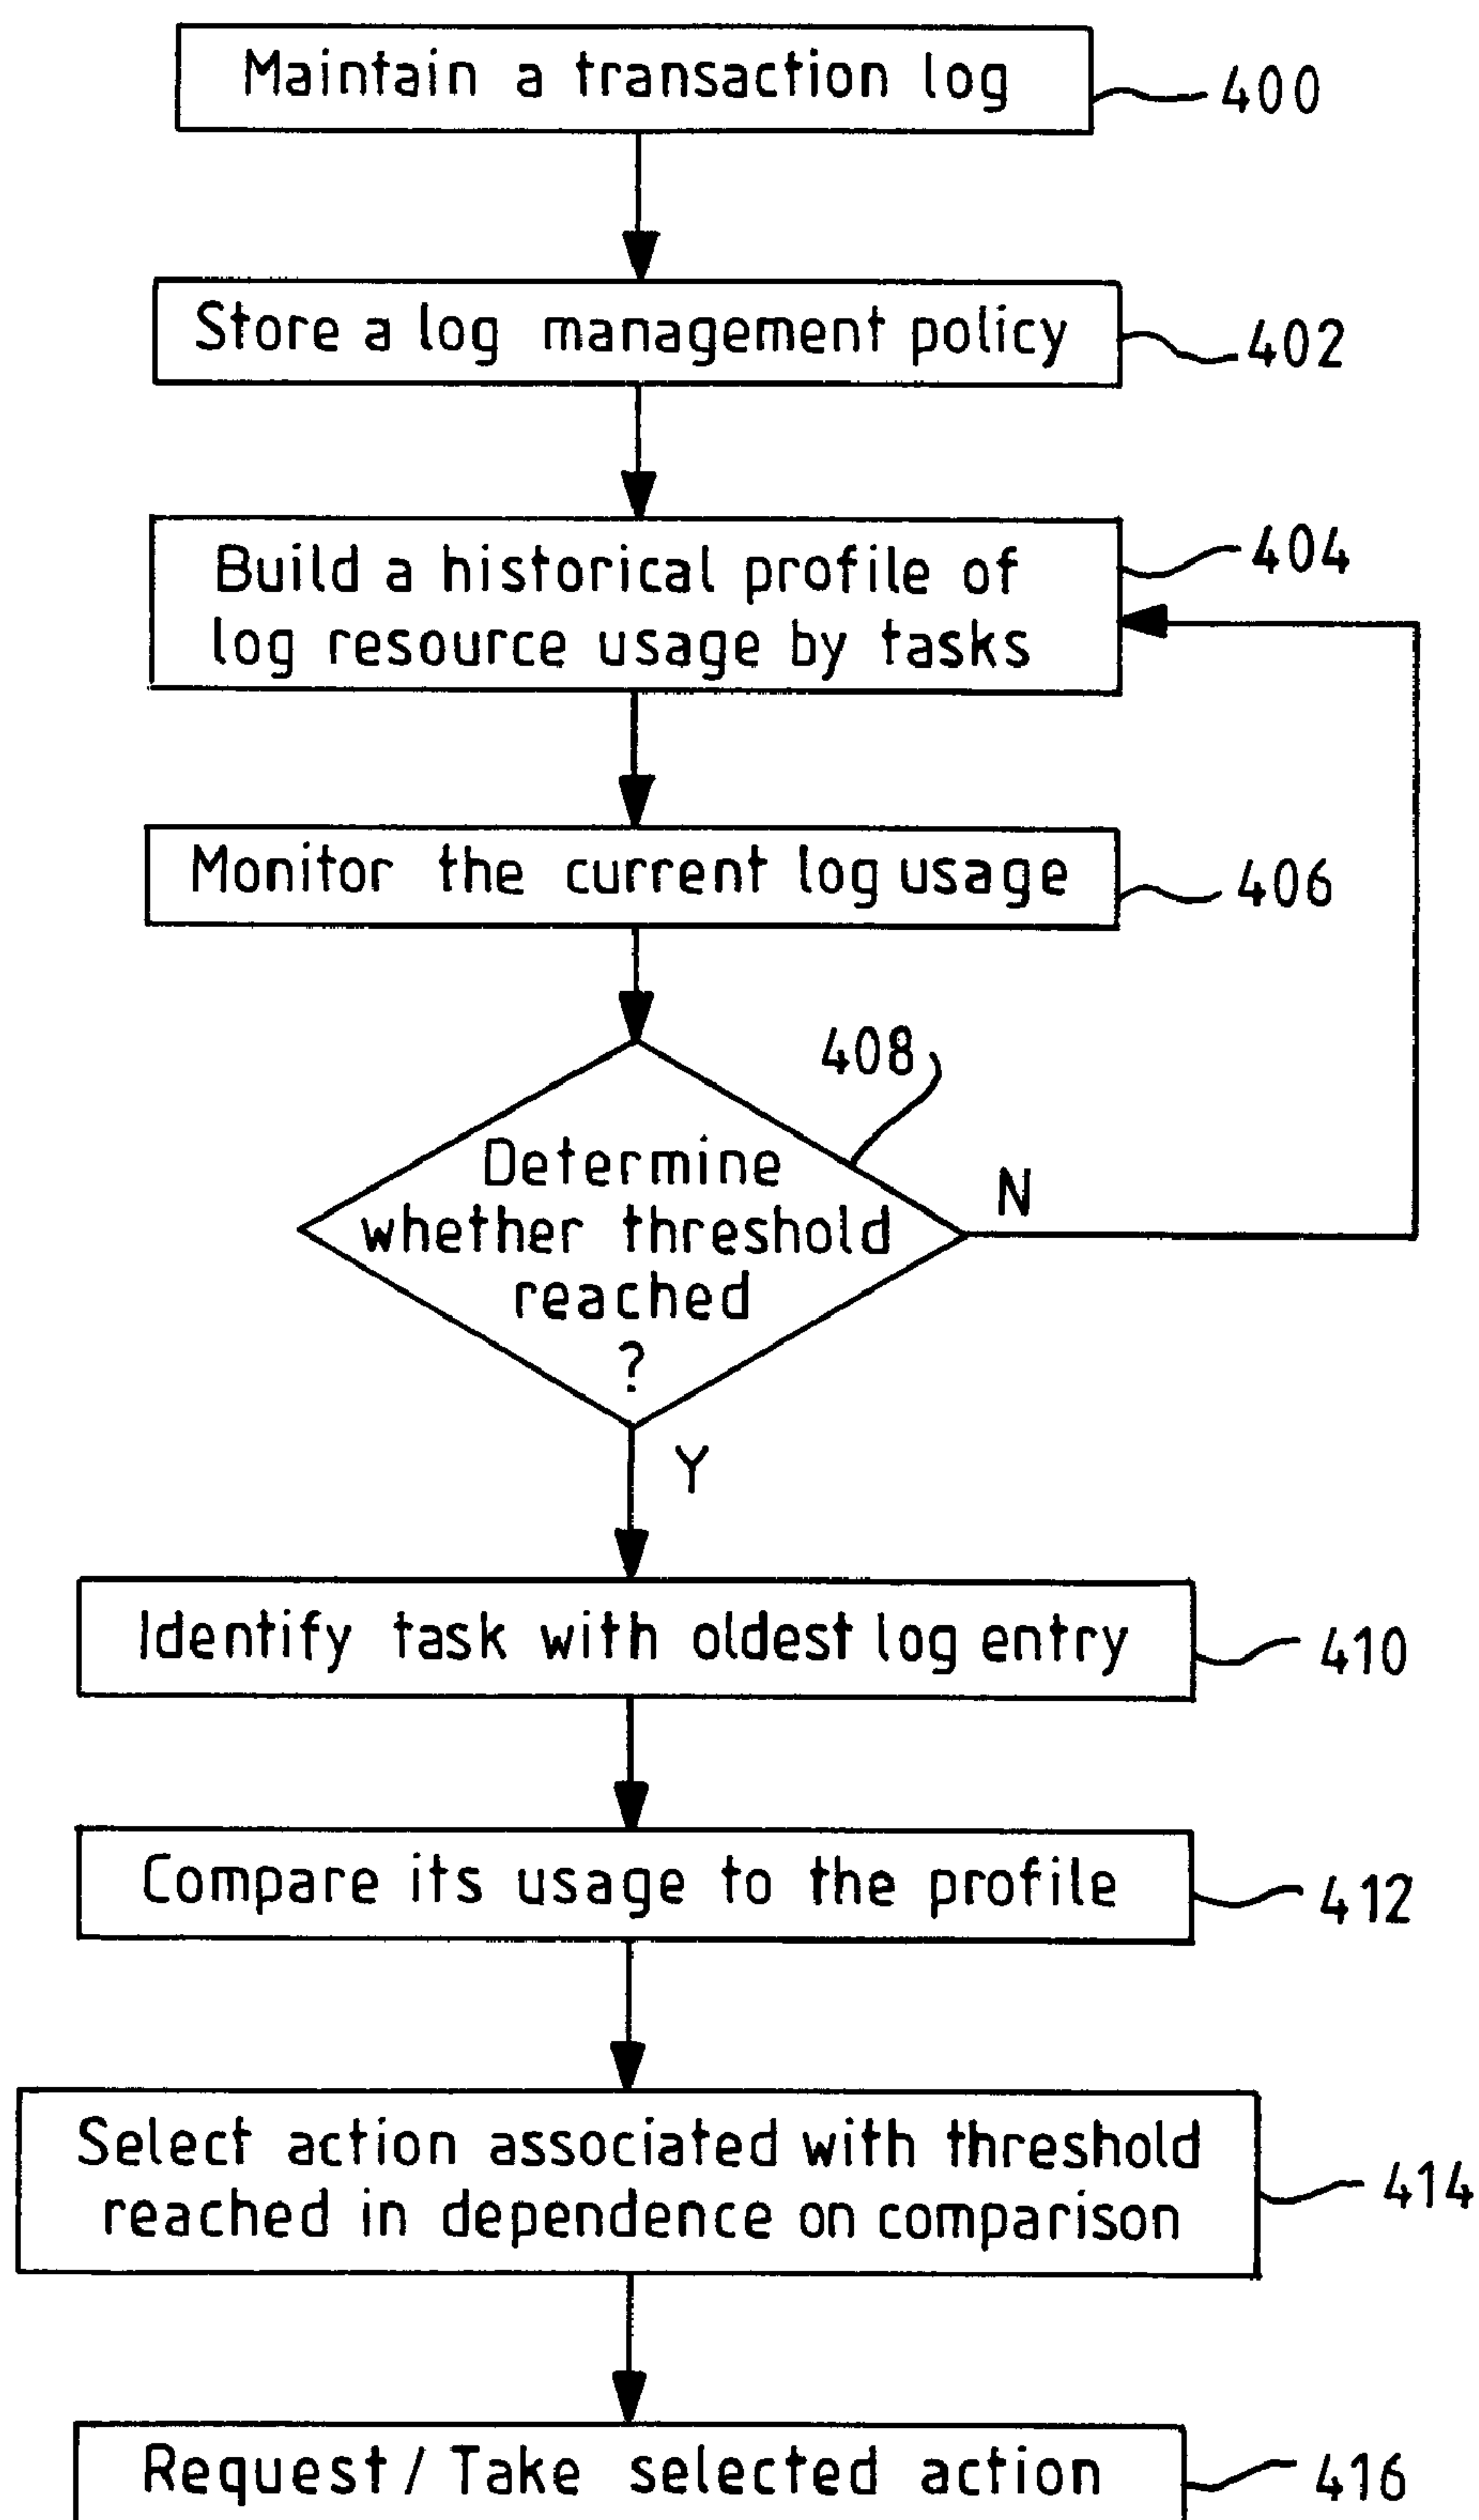 Maintain a transaction log
400
Store a log management policy
402
Build a historical profile of
log resource usage by tasks
404
Monitor the current log usage
406
408
Determine
whether threshold
reached
?
N
Y
Identify task with oldest log entry
410
Compare its usage to the profile
412
Select action associated with threshold
reached in dependence on comparison
414
Request/Take selected action
416